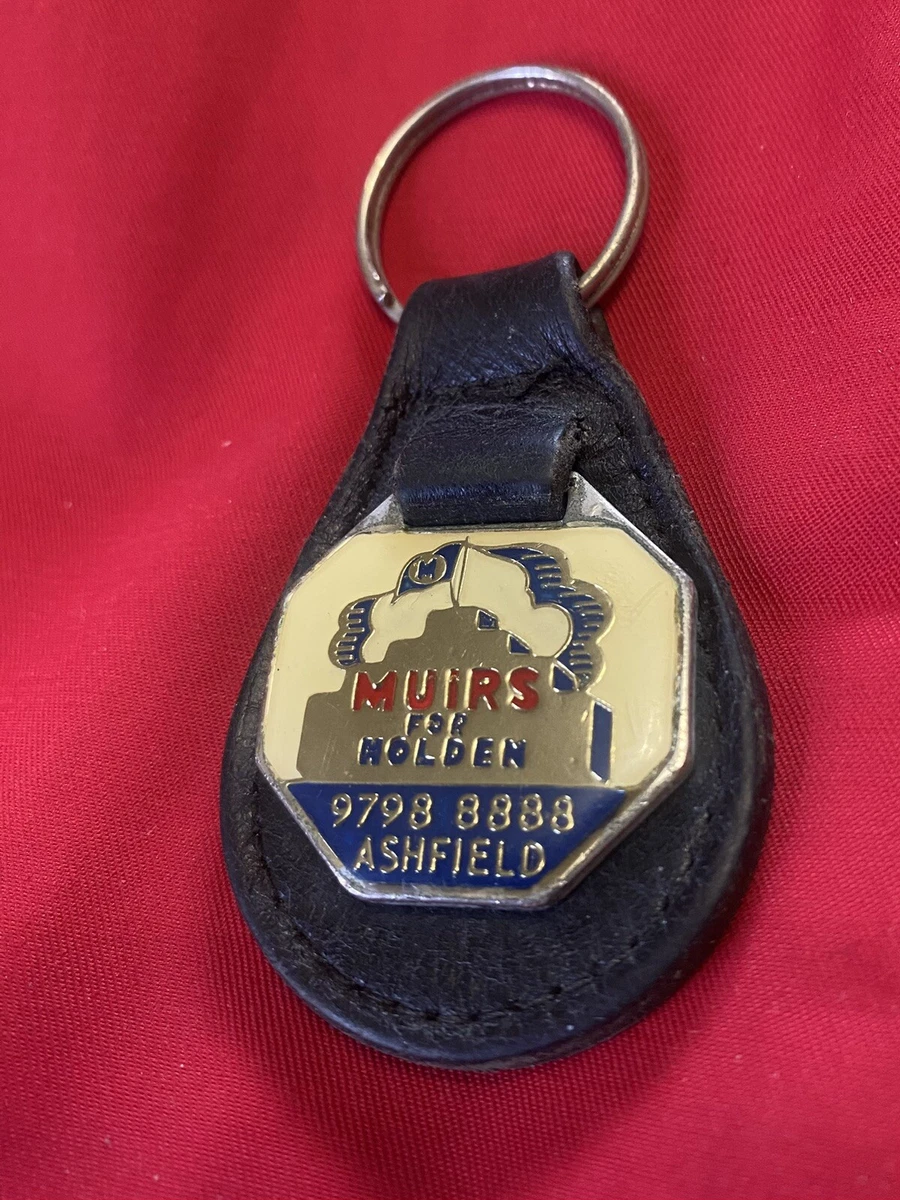 M
MUiRS
FOR
HOLDEN
9798 8888
ASHFIELD